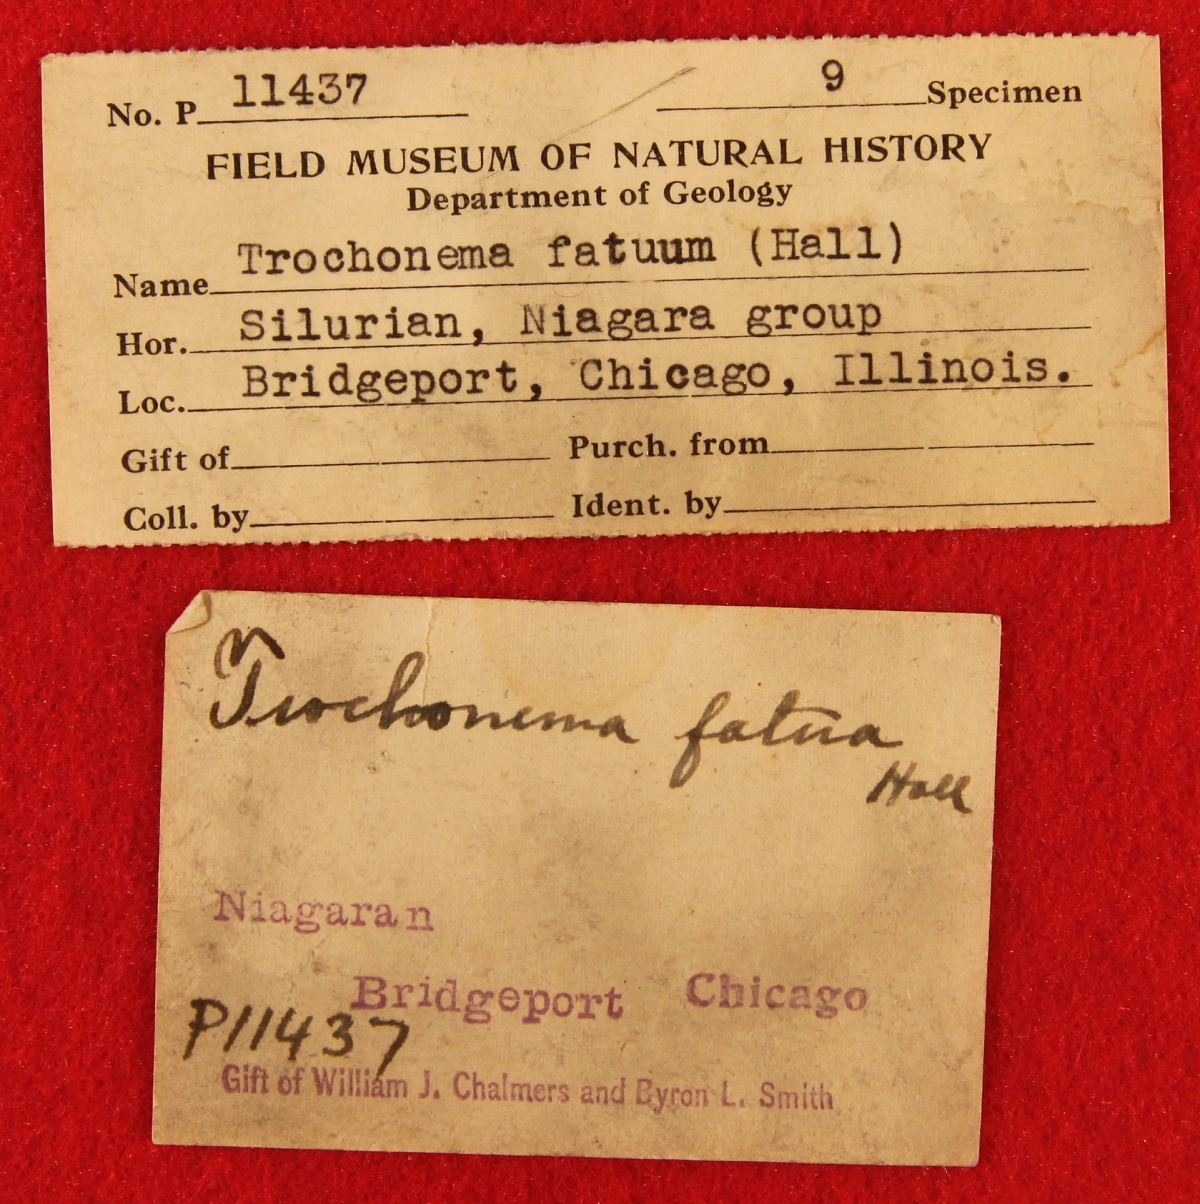 No. P 11437 9 Specimen
FIELD MUSEUM OF NATURAL HISTORY
Department of Geology
Name Trochonema fatuum (Hall)
Hor. Silurian, Niagara group
Loc. Bridgeport, Chicago, Illinois.
Gift of Purch. from
Coll. by Ident. by
Trochonema fatua
Hall
Niagaran
Bridgeport Chicago
P11437
Gift of William J. Chalmers and Byron L. Smith